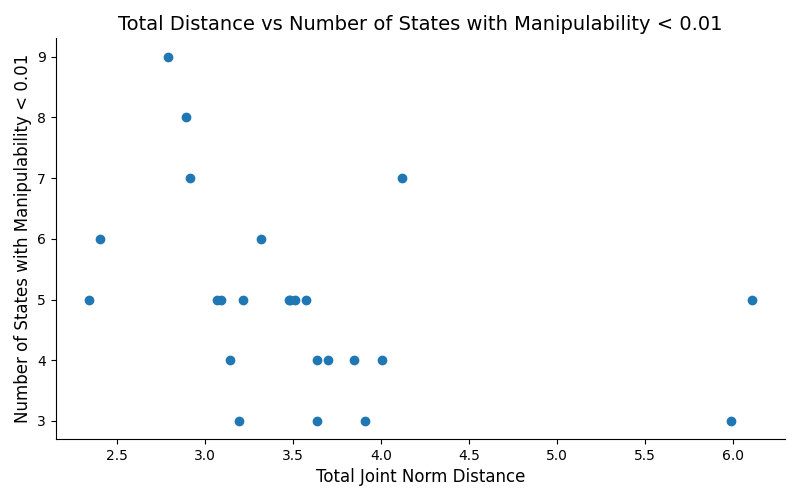 Total Distance vs Number of States with Manipulability < 0.01
Number of States with Manipulability < 0.01
9
8
7
6
5
4
3
2.5 3.0 3.5 4.0 4.5 5.0 5.5 6.0
Total Joint Norm Distance